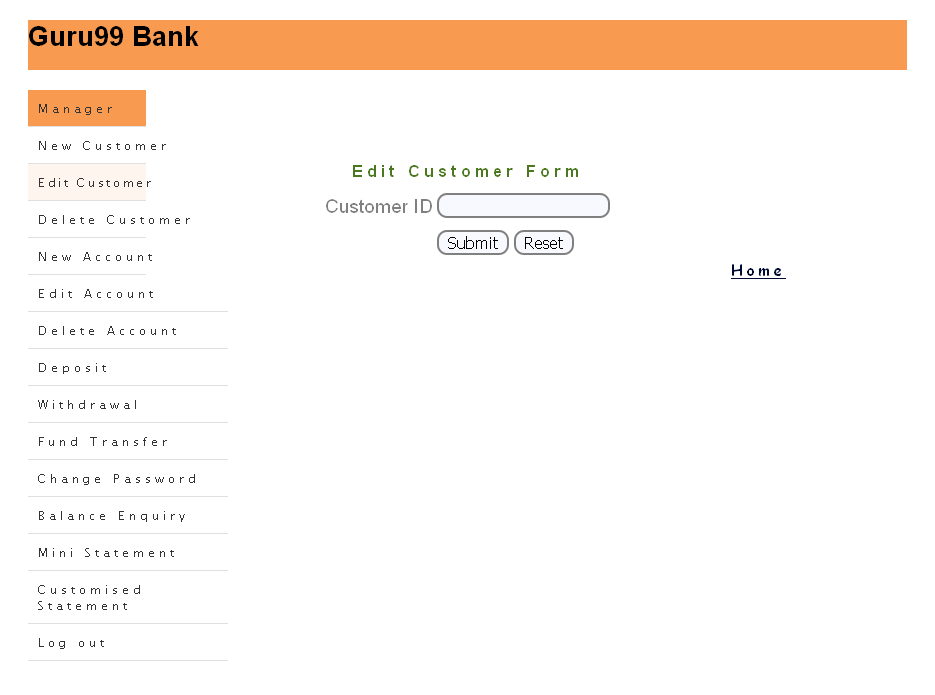 Guru99 Bank
Manager
New Customer
Edit Customer
Delete Customer
New Account
Edit Account
Delete Account
Deposit
Withdrawal
Fund Transfer
Change Password
Balance Enquiry
Mini Statement
Customised
Statement
Log out
Edit Customer Form
Customer ID
Submit Reset
Home